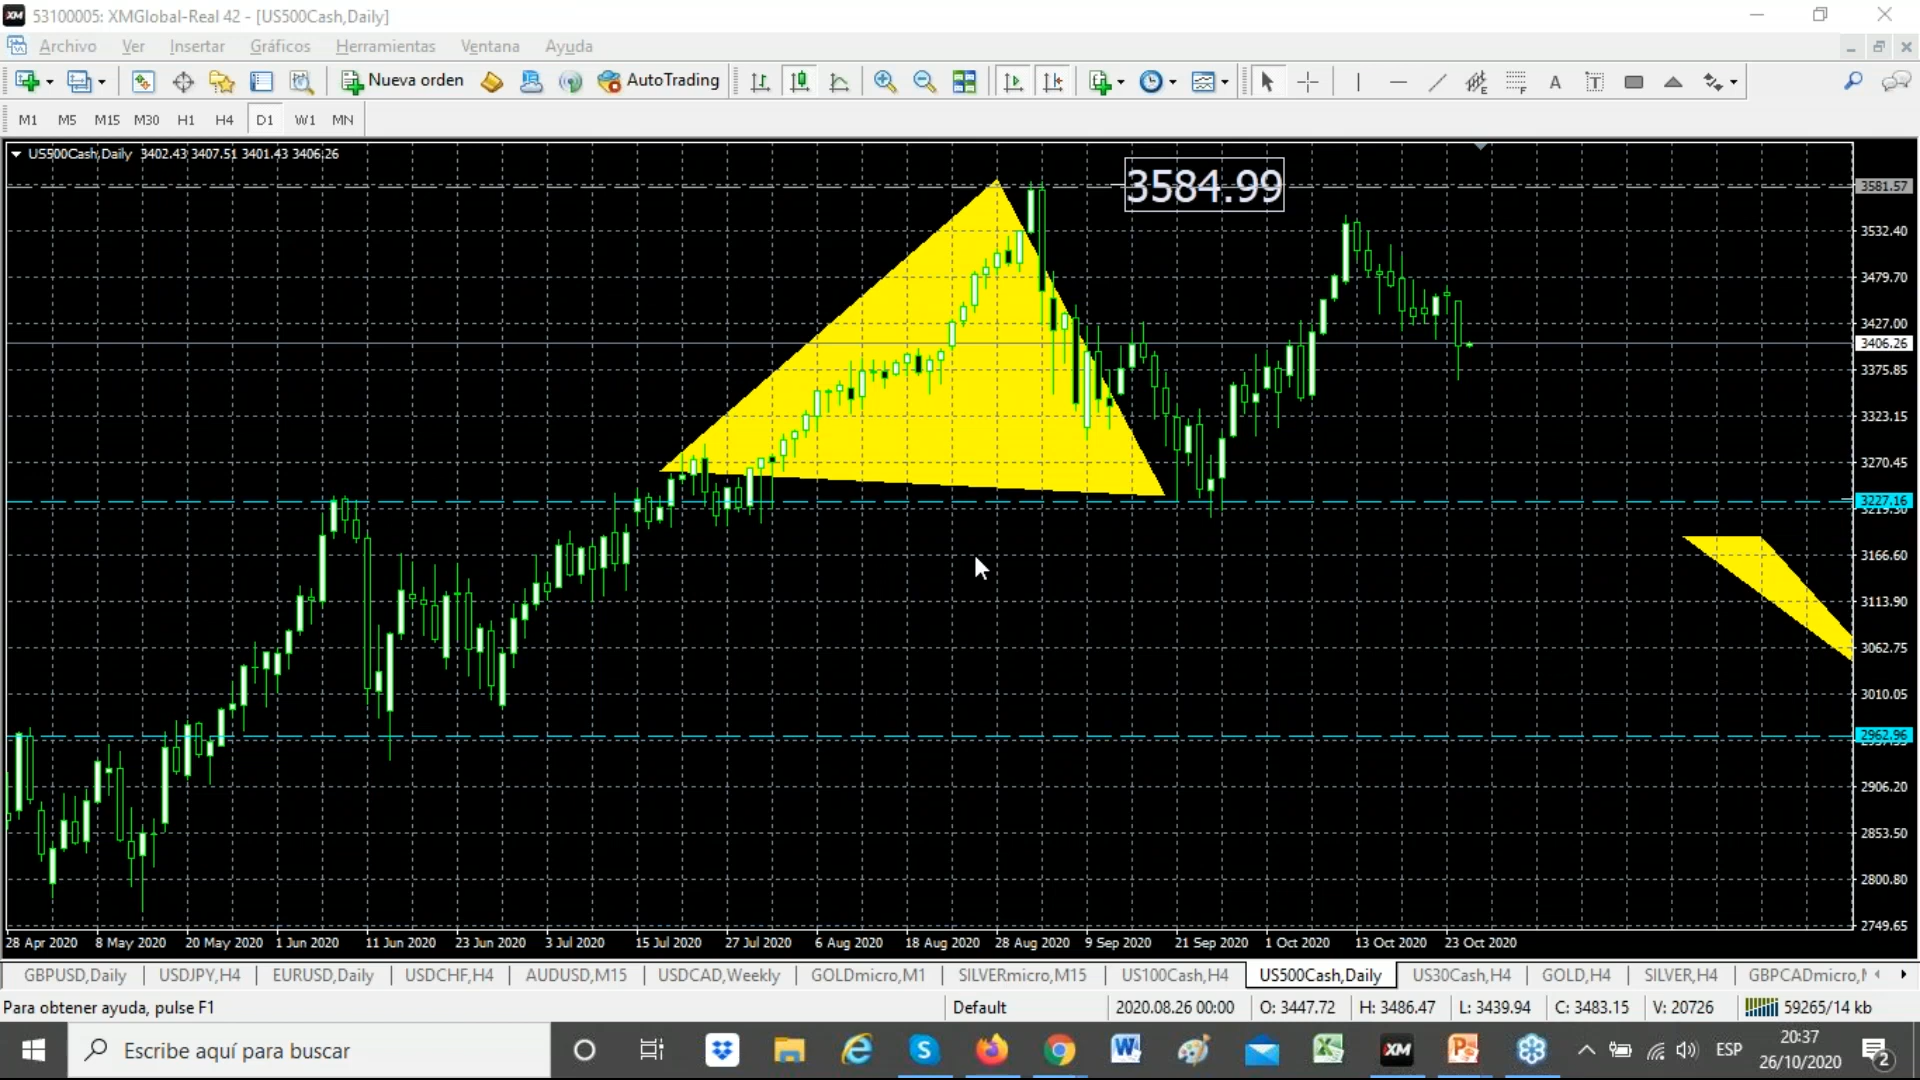 XM 53100005: XMGlobal-Real 42 - [US500Cash,Daily]
Archivo Ver Insertar Gráficos Herramientas Ventana Ayuda
Nueva orden AutoTrading
M1 M5 M15 M30 H1 H4 D1 W1 MN
US500Cash,Daily 3402.43 3407.51 3401.43 3406.26
3584.99
3581.57
3532.40
3479.70
3427.00
3406.26
3375.85
3323.15
3270.45
3227.16
3166.60
3113.90
3062.75
3010.05
2962.96
2906.20
2853.50
2800.80
2749.65
28 Apr 2020 8 May 2020 20 May 2020 1 Jun 2020 11 Jun 2020 23 Jun 2020 3 Jul 2020 15 Jul 2020 27 Jul 2020 6 Aug 2020 18 Aug 2020 28 Aug 2020 9 Sep 2020 21 Sep 2020 1 Oct 2020 13 Oct 2020 23 Oct 2020
GBPUSD,Daily USDJPY,H4 EURUSD,Daily USDCHF,H4 AUDUSD,M15 USDCAD,Weekly GOLDmicro,M1 SILVERmicro,M15 US100Cash,H4 US500Cash,Daily US30Cash,H4 GOLD,H4 SILVER,H4 GBPCADmicro,
Para obtener ayuda, pulse F1 Default 2020.08.26 00:00 O: 3447.72 H: 3486.47 L: 3439.94 C: 3483.15 V: 20726 59265/14 kb
Escribe aquí para buscar XM ESP 20:37
26/10/2020 2